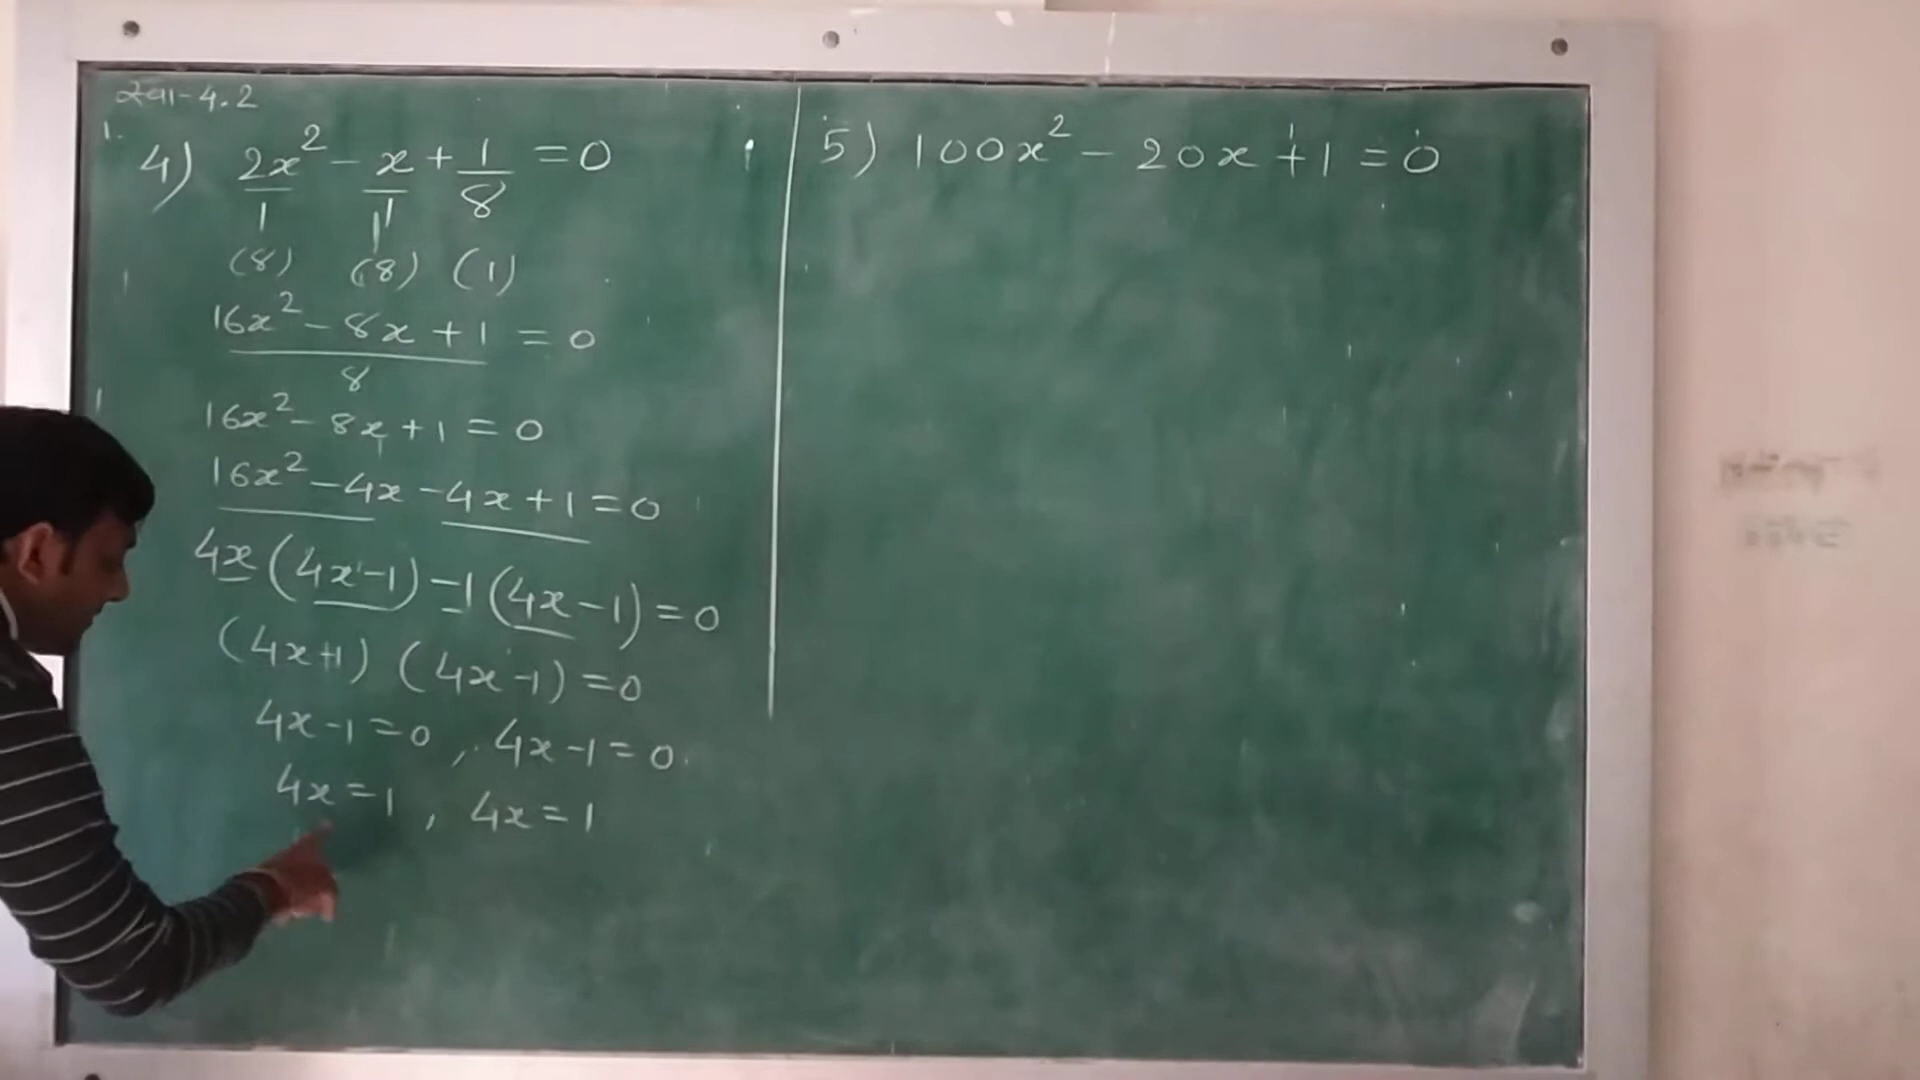 4.2
1.
4) 2x²/1 - x/1 + 1/8 = 0
(8) (8) (1)
16x² - 8x + 1 = 0
8
16x² - 8x + 1 = 0
16x² - 4x - 4x + 1 = 0
4x (4x - 1) - 1 (4x - 1) = 0
(4x+1) (4x-1) = 0
4x - 1 = 0 , 4x - 1 = 0
4x = 1 , 4x = 1
5) 100x² - 20x + 1 = 0